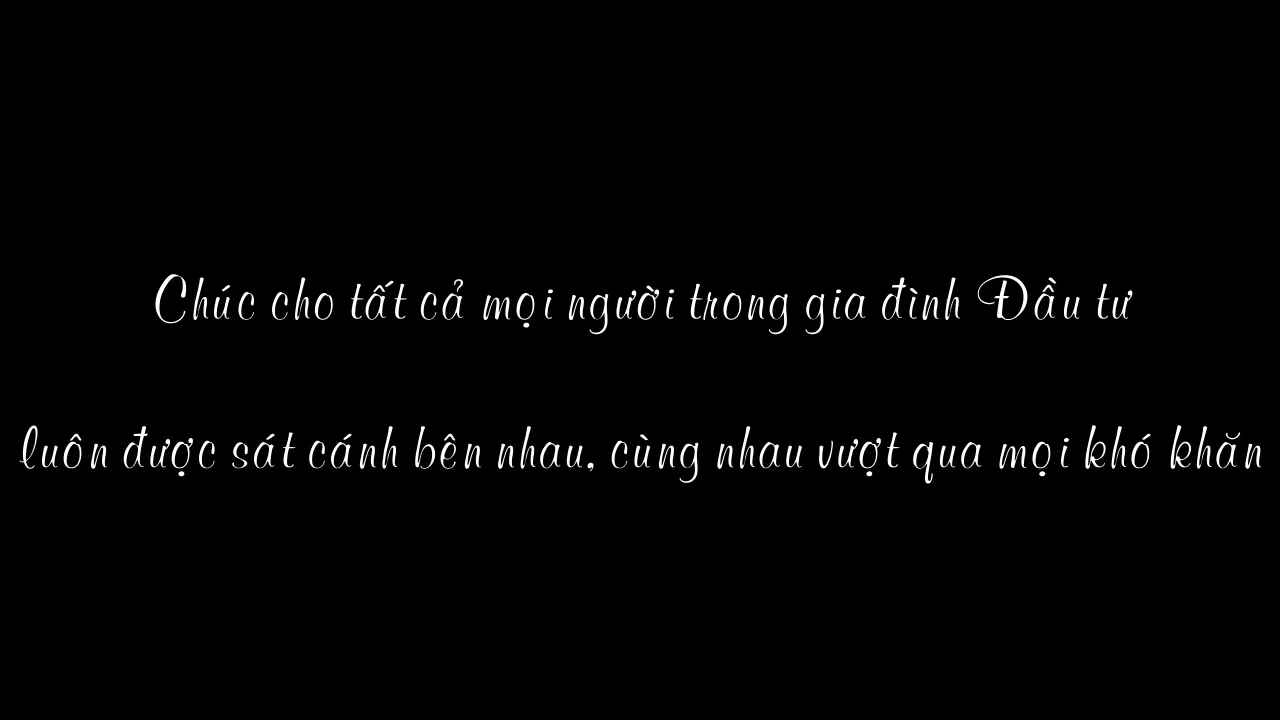 Chúc cho tất cả mọi người trong gia đình Đầu tư
luôn được sát cánh bên nhau, cùng nhau vượt qua mọi khó khăn